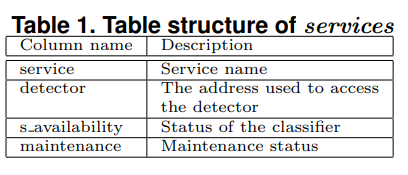 Table 1. Table structure of services
Column name Description
service Service name
detector The address used to access
the detector
s_availability Status of the classifier
maintenance Maintenance status